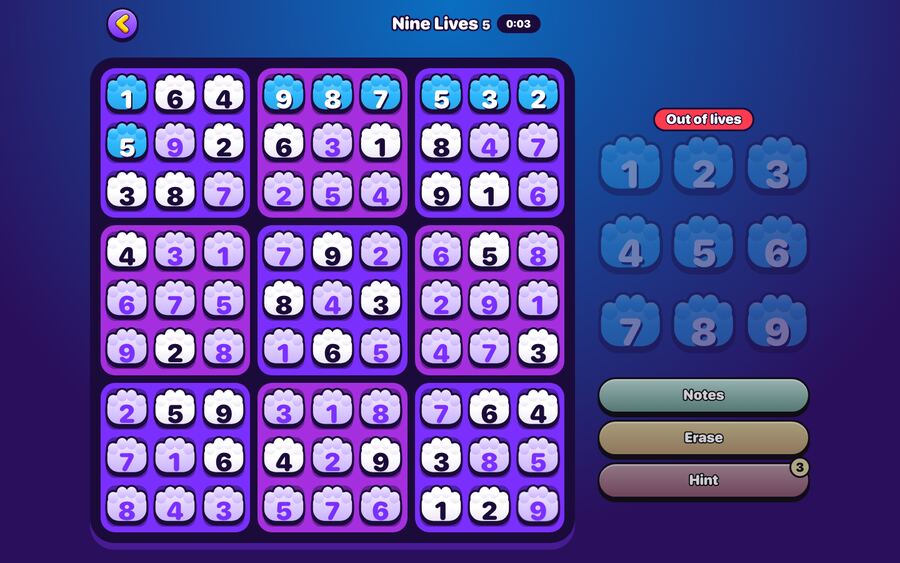 Nine Lives 5 0:03
1 6 4 9 8 7 5 3 2
5 9 2 6 3 1 8 4 7
3 8 7 2 5 4 9 1 6
4 3 1 7 9 2 6 5 8
6 7 5 8 4 3 2 9 1
9 2 8 1 6 5 4 7 3
2 5 9 3 1 8 7 6 4
7 1 6 4 2 9 3 8 5
8 4 3 5 7 6 1 2 9
Out of lives
1 2 3
4 5 6
7 8 9
Notes
Erase
Hint 3